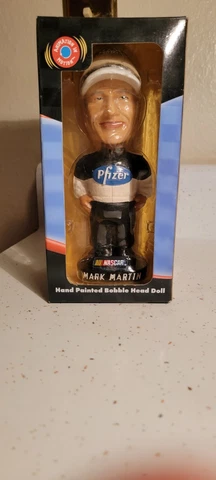 Pfizer
NASCAR
MARK MARTIN
Hand Painted Bobble Head Doll